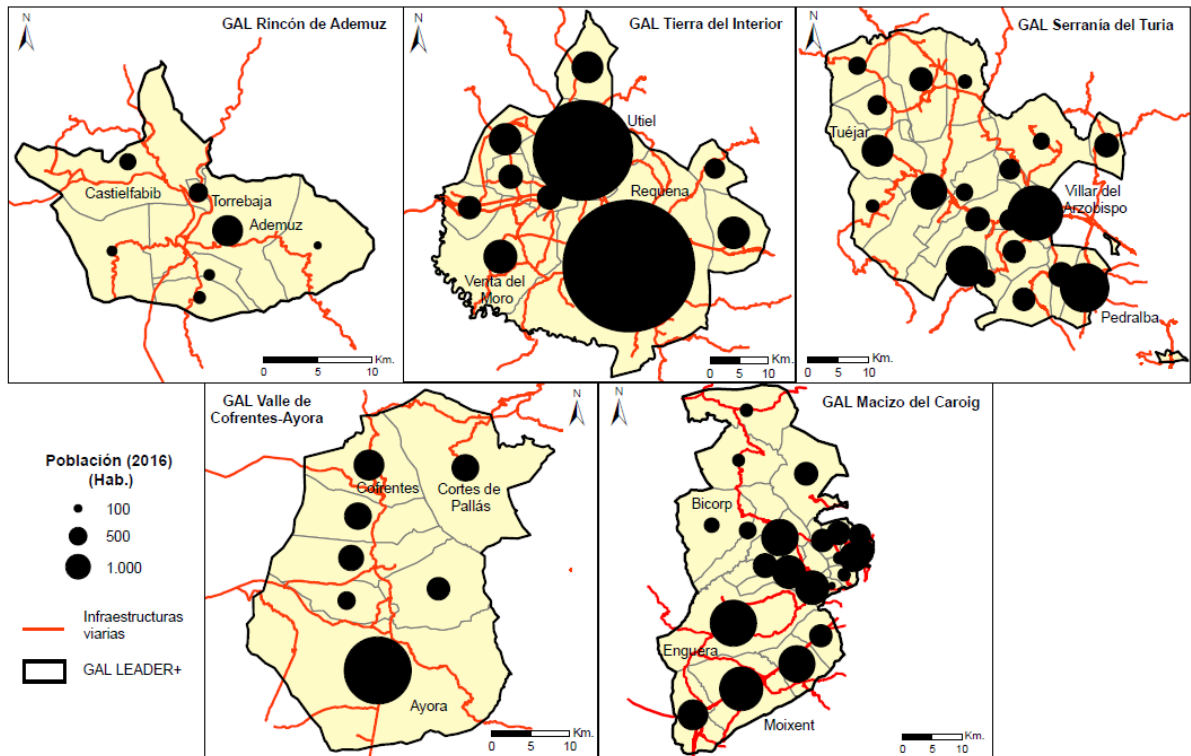 N
GAL Rincón de Ademuz
Castielfabib
Torrebaja
Ademuz
Km.
0 5 10
N
GAL Tierra del Interior
Utiel
Requena
Venta del
Moro
Km.
0 5 10
N
GAL Serranía del Turia
Tuéjar
Villar del
Arzobispo
Pedralba
Km.
0 5 10
Población (2016)
(Hab.)
100
500
1.000
Infraestructuras
viarias
GAL LEADER+
GAL Valle de
Cofrentes-Ayora
N
Cofrentes
Cortes de
Pallás
Ayora
Km.
0 5 10
N
GAL Macizo del Caroig
Bicorp
Enguera
Moixent
Km.
0 5 10